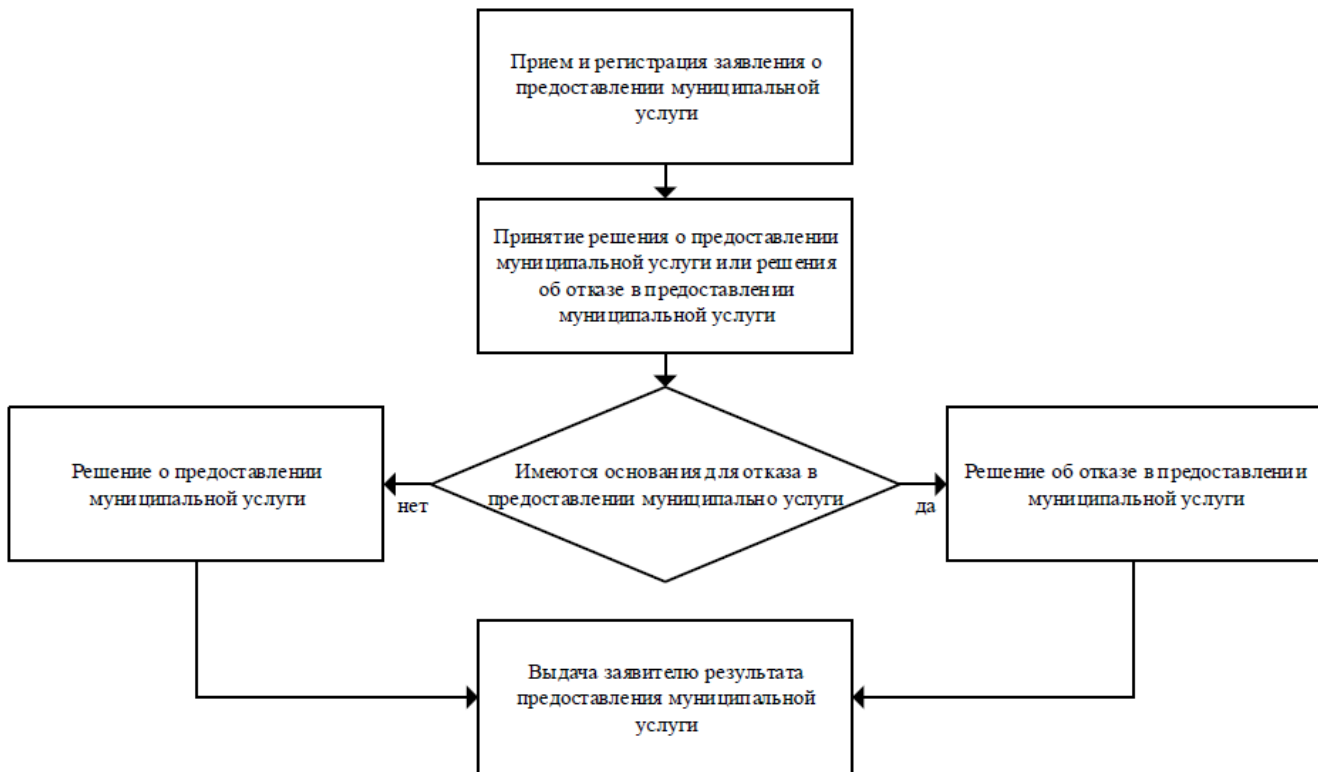 Прием и регистрация заявления о
предоставлении муниципальной
услуги
Принятие решения о предоставлении
муниципальной услуги или решения
об отказе в предоставлении
муниципальной услуги
Решение о предоставлении
муниципальной услуги
нет
Имеются основания для отказа в
предоставлении муниципально услуги
да
Решение об отказе в предоставлении
муниципальной услуги
Выдача заявителю результата
предоставления муниципальной
услуги